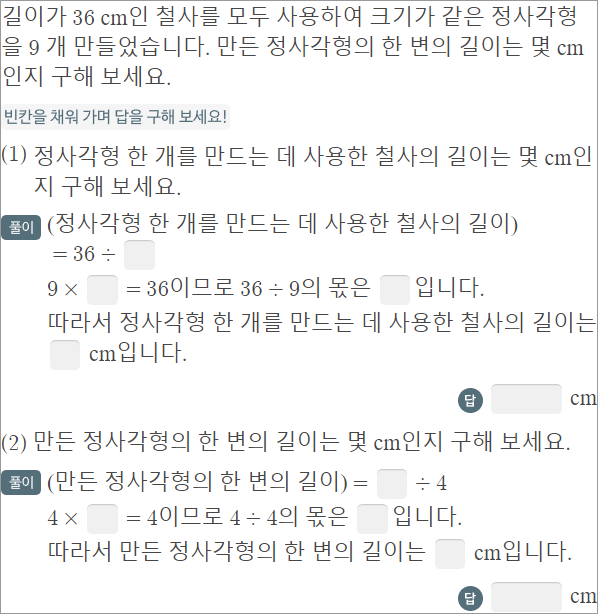 길이가 36 cm인 철사를 모두 사용하여 크기가 같은 정사각형
을 9 개 만들었습니다. 만든 정사각형의 한 변의 길이는 몇 cm
인지 구해 보세요.
빈칸을 채워 가며 답을 구해 보세요!
(1) 정사각형 한 개를 만드는 데 사용한 철사의 길이는 몇 cm인
지 구해 보세요.
풀이 (정사각형 한 개를 만드는 데 사용한 철사의 길이)
= 36 ÷
9 × = 36이므로 36 ÷ 9의 몫은 입니다.
따라서 정사각형 한 개를 만드는 데 사용한 철사의 길이는
cm입니다.
답 cm
(2) 만든 정사각형의 한 변의 길이는 몇 cm인지 구해 보세요.
풀이 (만든 정사각형의 한 변의 길이) = ÷ 4
4 × = 4이므로 4 ÷ 4의 몫은 입니다.
따라서 만든 정사각형의 한 변의 길이는 cm입니다.
답 cm